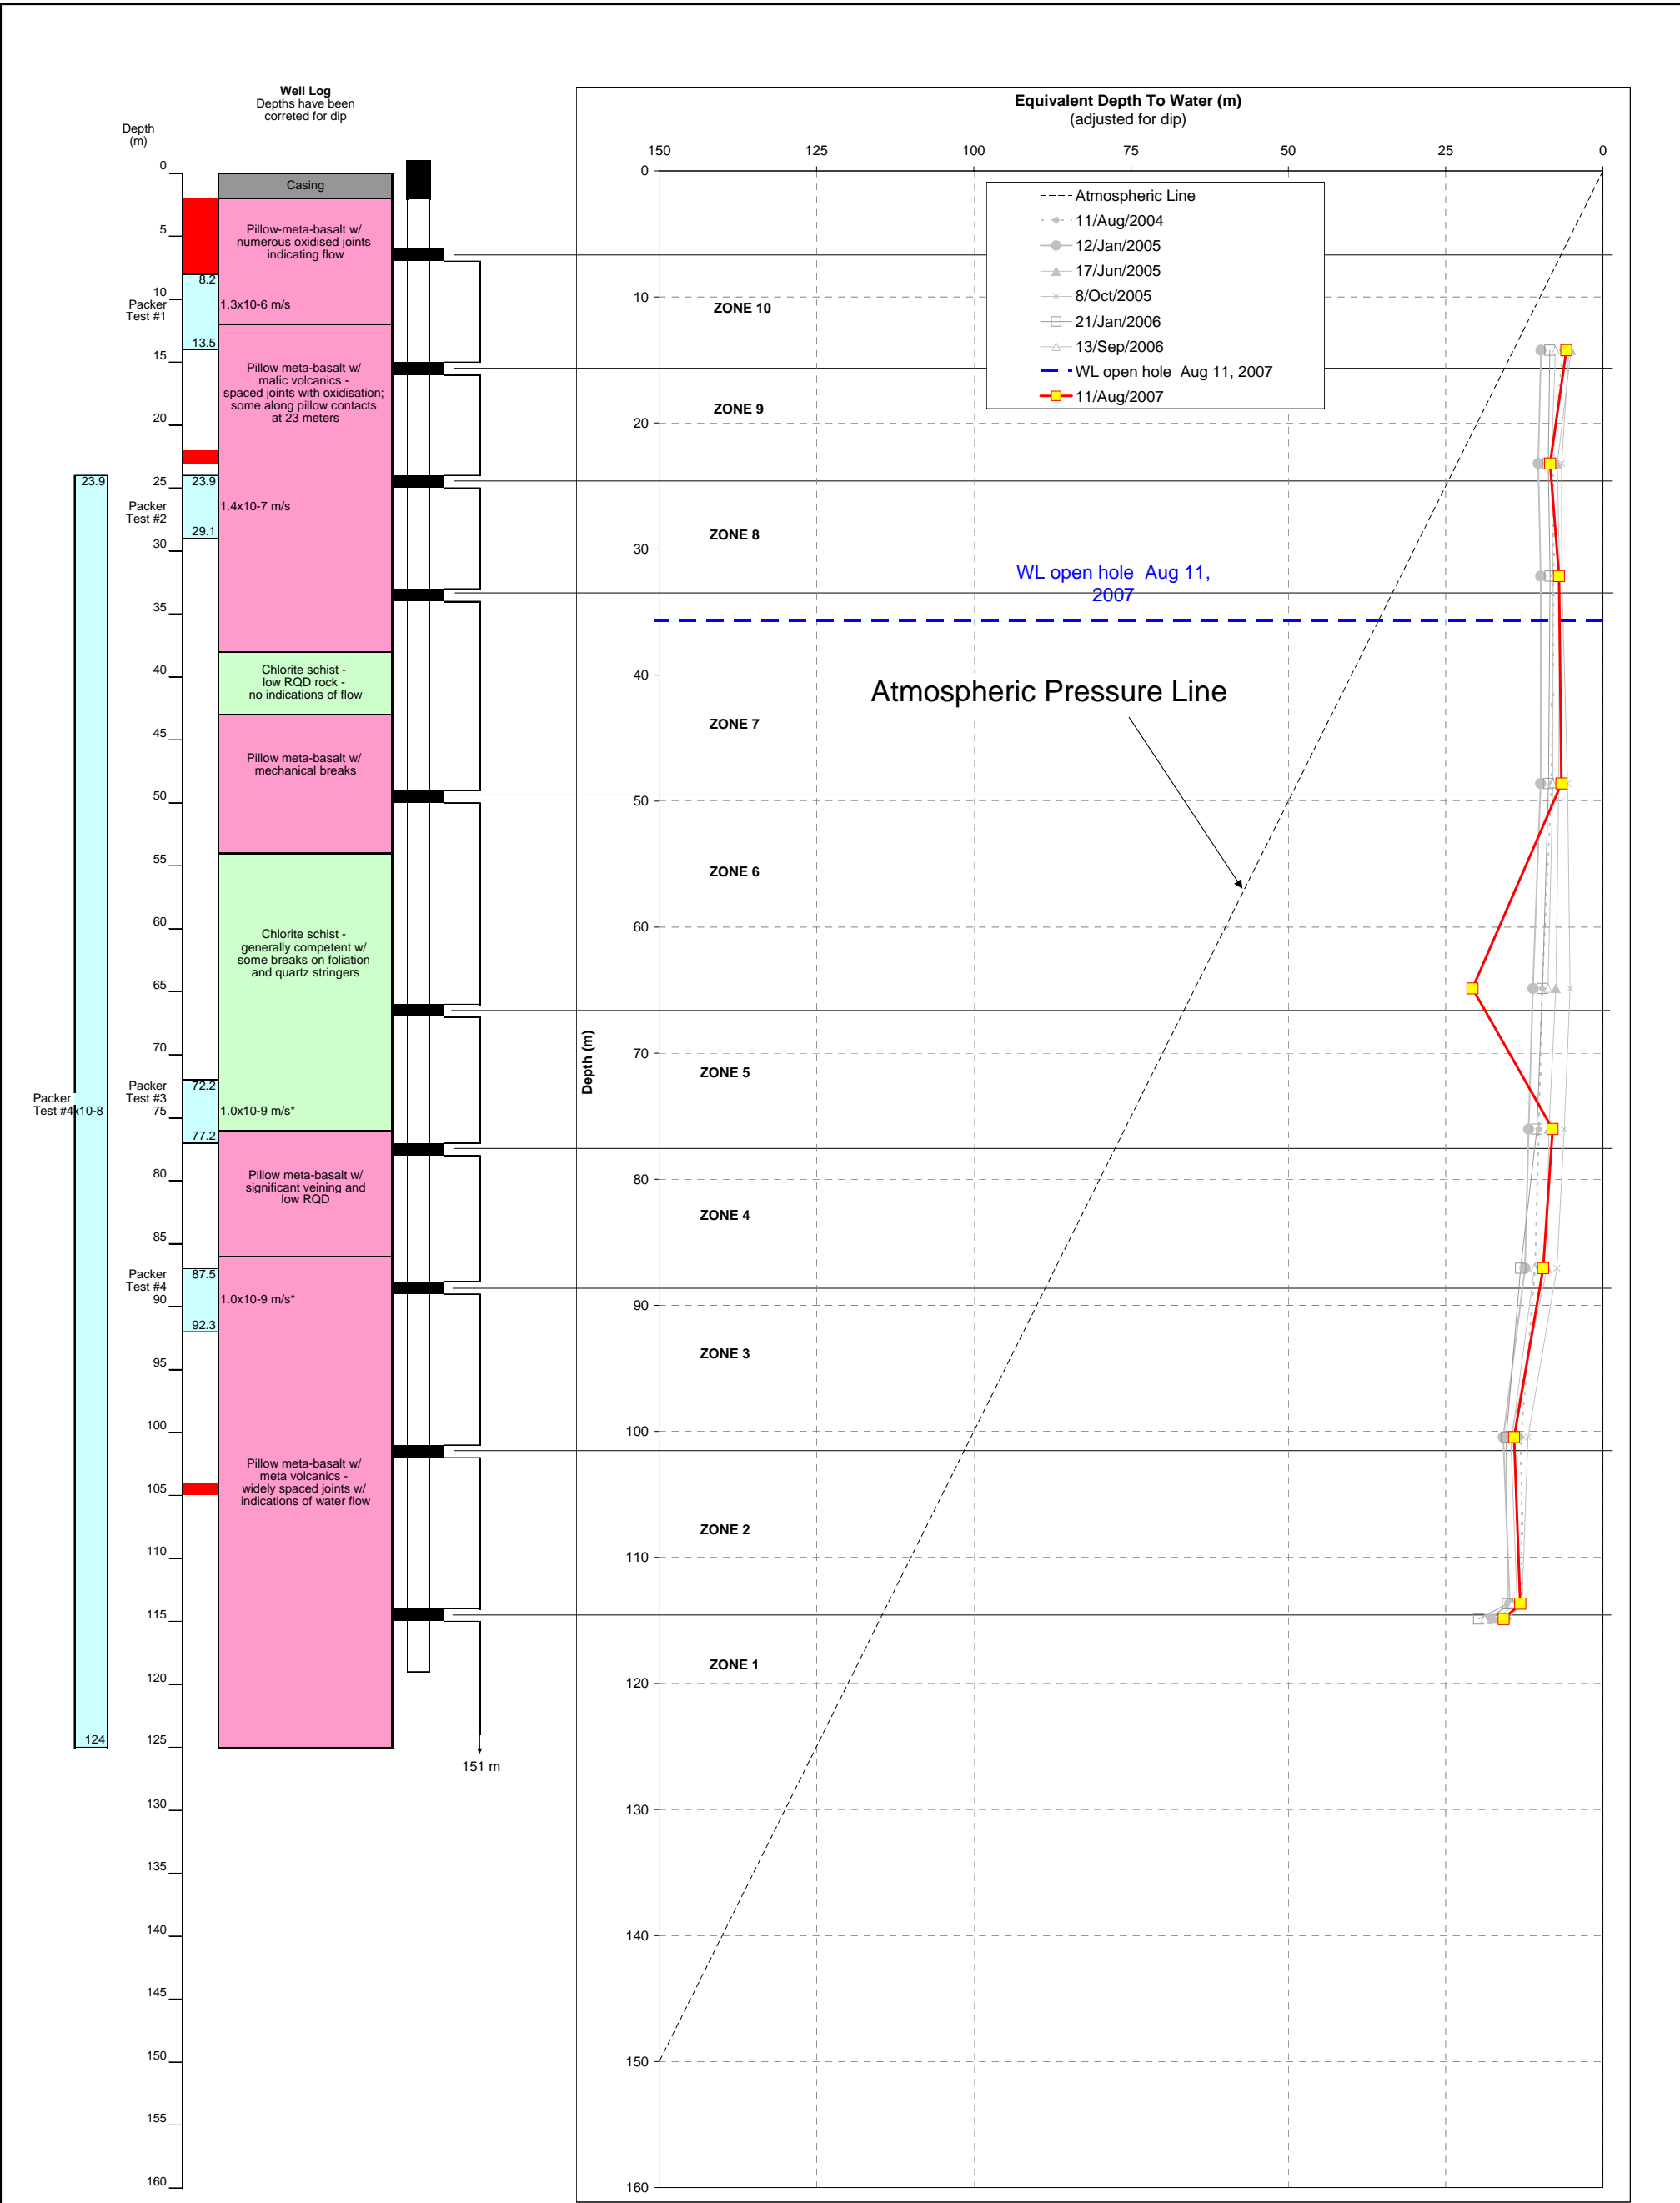 Well Log
Depths have been
correted for dip
Depth
(m)
0
5
10
15
20
25
30
35
40
45
50
55
60
65
70
75
80
85
90
95
100
105
110
115
120
125
130
135
140
145
150
155
160
Casing
Pillow-meta-basalt w/
numerous oxidised joints
indicating flow
8.2
Packer
Test #1
1.3x10-6 m/s
13.5
Pillow meta-basalt w/
mafic volcanics -
spaced joints with oxidisation;
some along pillow contacts
at 23 meters
23.9
23.9
Packer
Test #2
1.4x10-7 m/s
29.1
Chlorite schist -
low RQD rock -
no indications of flow
Pillow meta-basalt w/
mechanical breaks
Chlorite schist -
generally competent w/
some breaks on foliation
and quartz stringers
Packer
Test #3
72.2
Packer
Test #4x10-8
1.0x10-9 m/s*
77.2
Pillow meta-basalt w/
significant veining and
low RQD
Packer
Test #4
87.5
1.0x10-9 m/s*
92.3
Pillow meta-basalt w/
meta volcanics -
widely spaced joints w/
indications of water flow
124
151 m
Equivalent Depth To Water (m)
(adjusted for dip)
150
125
100
75
50
25
0
Atmospheric Line
11/Aug/2004
12/Jan/2005
17/Jun/2005
8/Oct/2005
21/Jan/2006
13/Sep/2006
WL open hole Aug 11, 2007
11/Aug/2007
0
10
20
30
40
50
60
70
80
90
100
110
120
130
140
150
160
Depth (m)
ZONE 10
ZONE 9
ZONE 8
WL open hole Aug 11,
2007
Atmospheric Pressure Line
ZONE 7
ZONE 6
ZONE 5
ZONE 4
ZONE 3
ZONE 2
ZONE 1